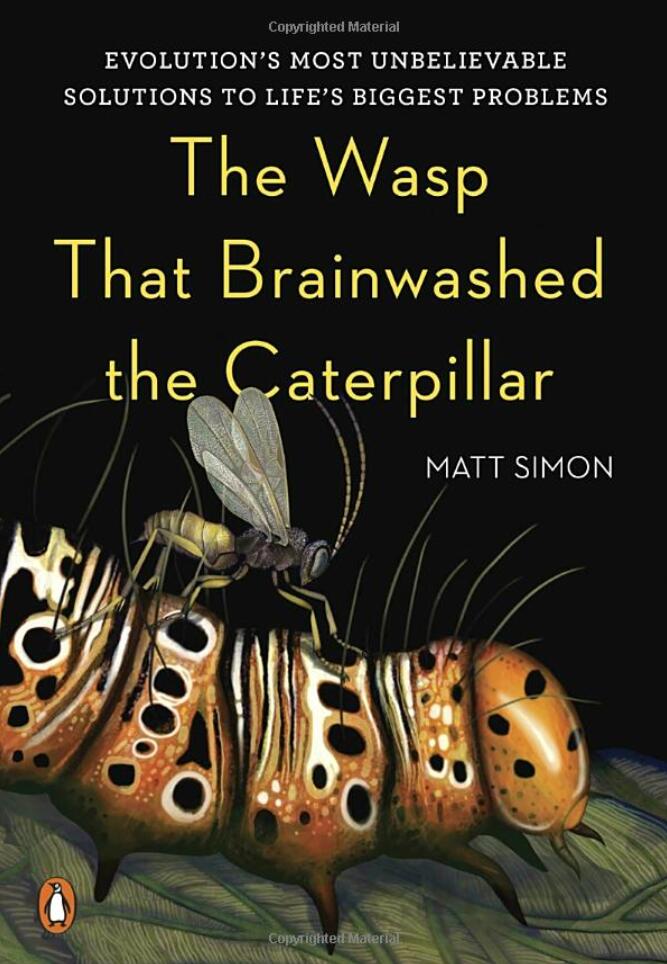 Copyrighted Material
EVOLUTION'S MOST UNBELIEVABLE
SOLUTIONS TO LIFE'S BIGGEST PROBLEMS
The Wasp
That Brainwashed
the Caterpillar
MATT SIMON
Copyrighted Material